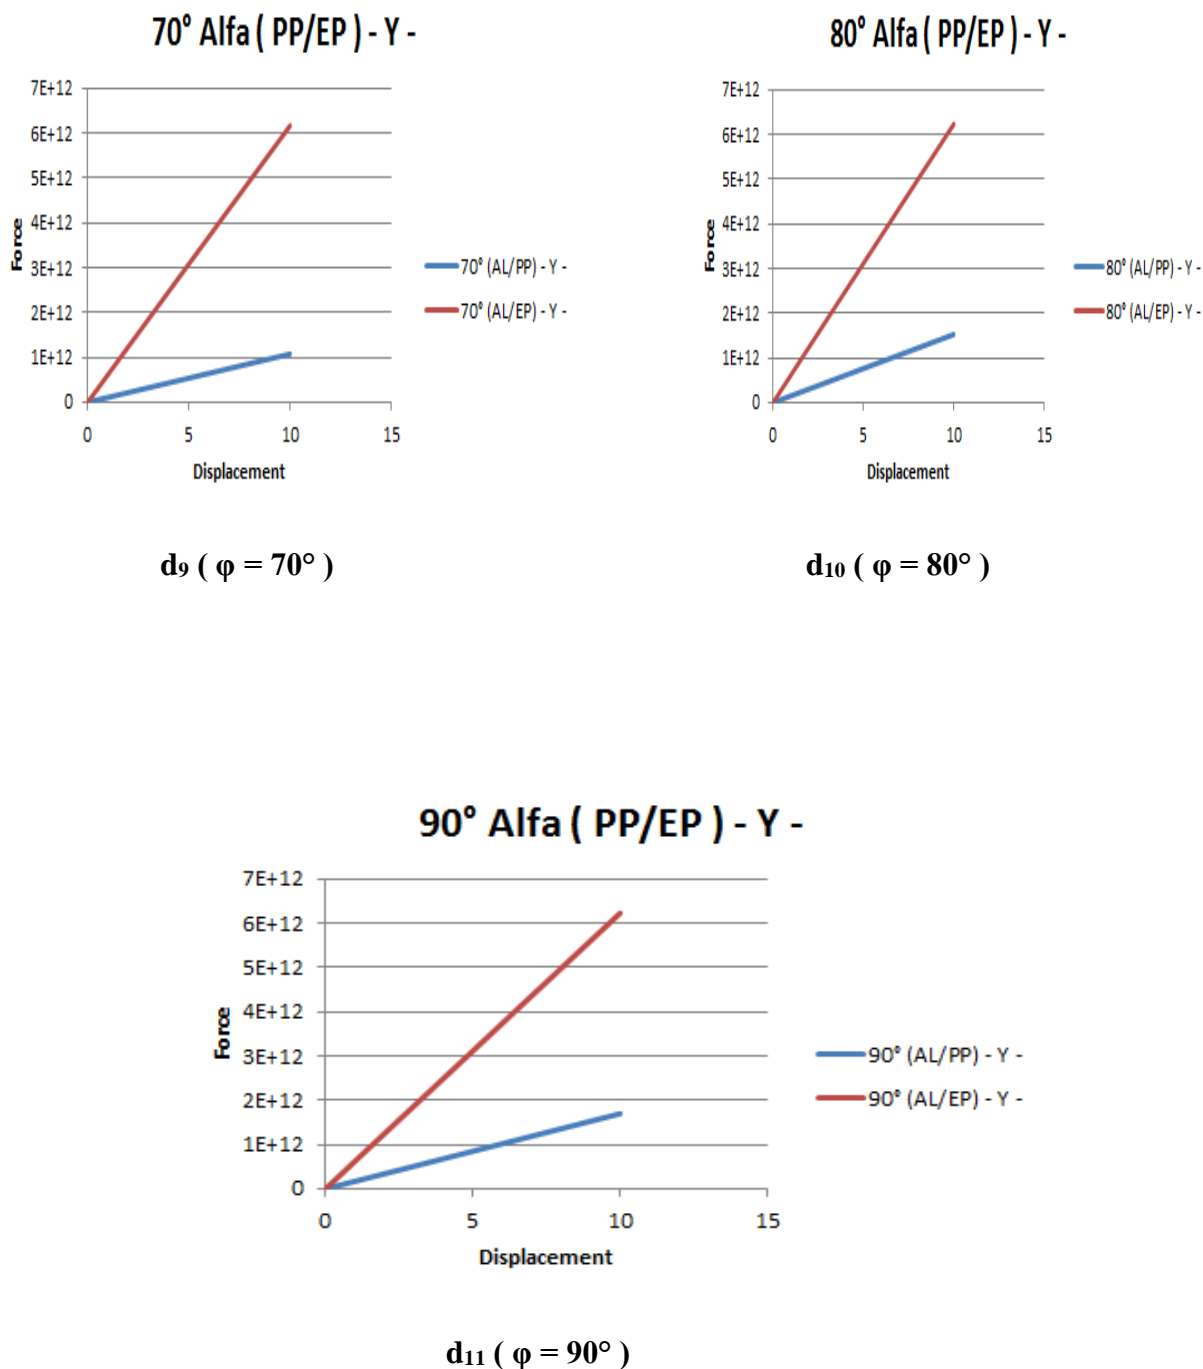 70° Alfa ( PP/EP ) - Y -
7E+12
6E+12
5E+12
4E+12
3E+12
2E+12
1E+12
0
Force
0 5 10 15
Displacement
70° (AL/PP) - Y -
70° (AL/EP) - Y -
d9 ( φ = 70° )
80° Alfa ( PP/EP ) - Y -
7E+12
6E+12
5E+12
4E+12
3E+12
2E+12
1E+12
0
Force
0 5 10 15
Displacement
80° (AL/PP) - Y -
80° (AL/EP) - Y -
d10 ( φ = 80° )
90° Alfa ( PP/EP ) - Y -
7E+12
6E+12
5E+12
4E+12
3E+12
2E+12
1E+12
0
Force
0 5 10 15
Displacement
90° (AL/PP) - Y -
90° (AL/EP) - Y -
d11 ( φ = 90° )